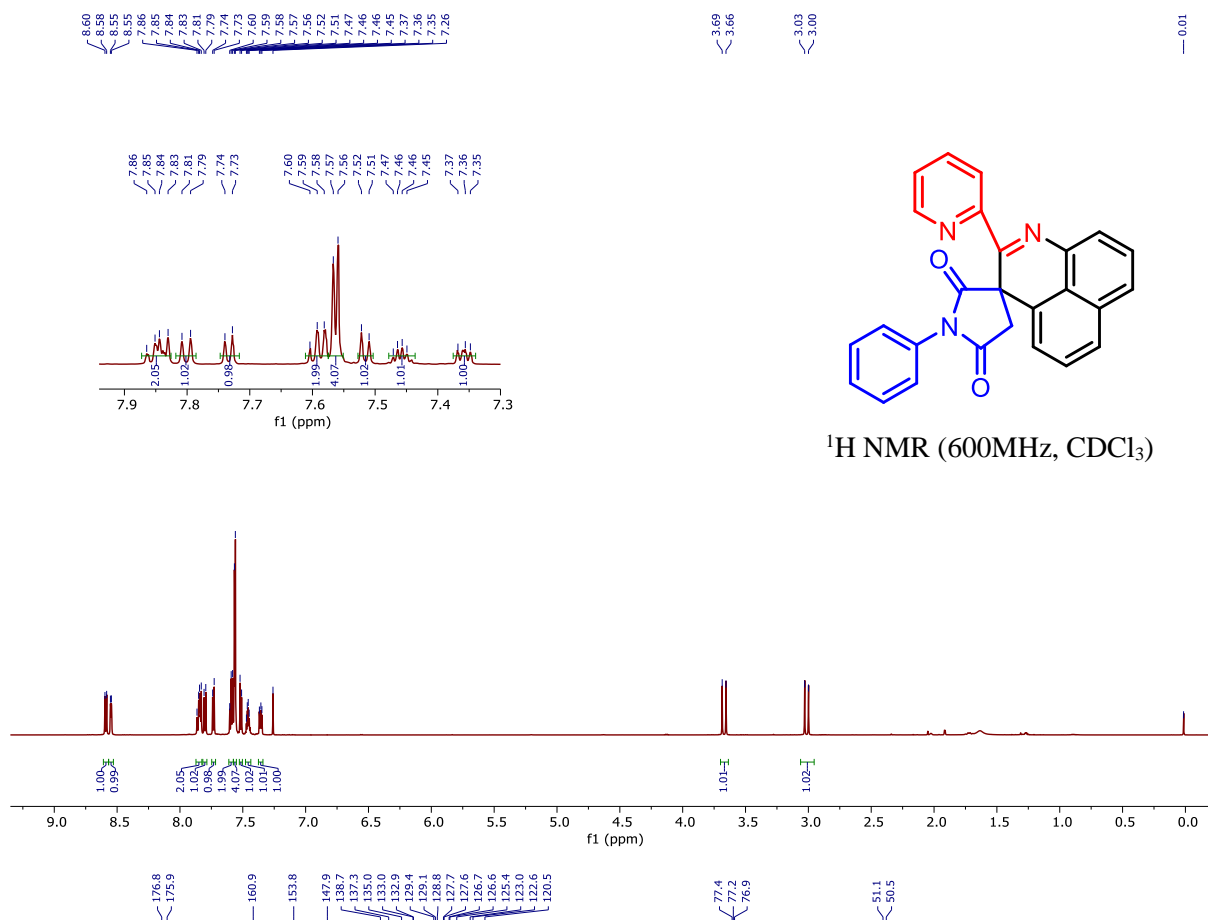 8.60 8.58 8.55 8.55 7.86 7.85 7.84 7.83 7.81 7.79 7.74 7.73 7.60 7.59 7.58 7.57 7.56 7.52 7.51 7.47 7.46 7.46 7.45 7.37 7.36 7.35 7.26 3.69 3.66 3.03 3.00 0.01
7.86 7.85 7.84 7.83 7.81 7.79 7.74 7.73 7.60 7.59 7.58 7.57 7.56 7.52 7.51 7.47 7.46 7.46 7.45 7.37 7.36 7.35
2.05 1.02 0.98 1.99 4.07 1.02 1.01 1.00
7.9 7.8 7.7 7.6 7.5 7.4 7.3
f1 (ppm)
N
N
O
N
O
1H NMR (600MHz, CDCl3)
1.00 0.99 2.05 1.02 0.98 1.99 4.07 1.02 1.01 1.00 1.01 1.02
9.0 8.5 8.0 7.5 7.0 6.5 6.0 5.5 5.0 4.5 4.0 3.5 3.0 2.5 2.0 1.5 1.0 0.5 0.0
f1 (ppm)
176.8 175.9 160.9 153.8 147.9 138.7 137.3 135.0 133.0 132.9 129.4 129.1 128.8 127.7 127.6 126.7 126.6 125.4 123.0 122.6 120.5 77.4 77.2 76.9 51.1 50.5